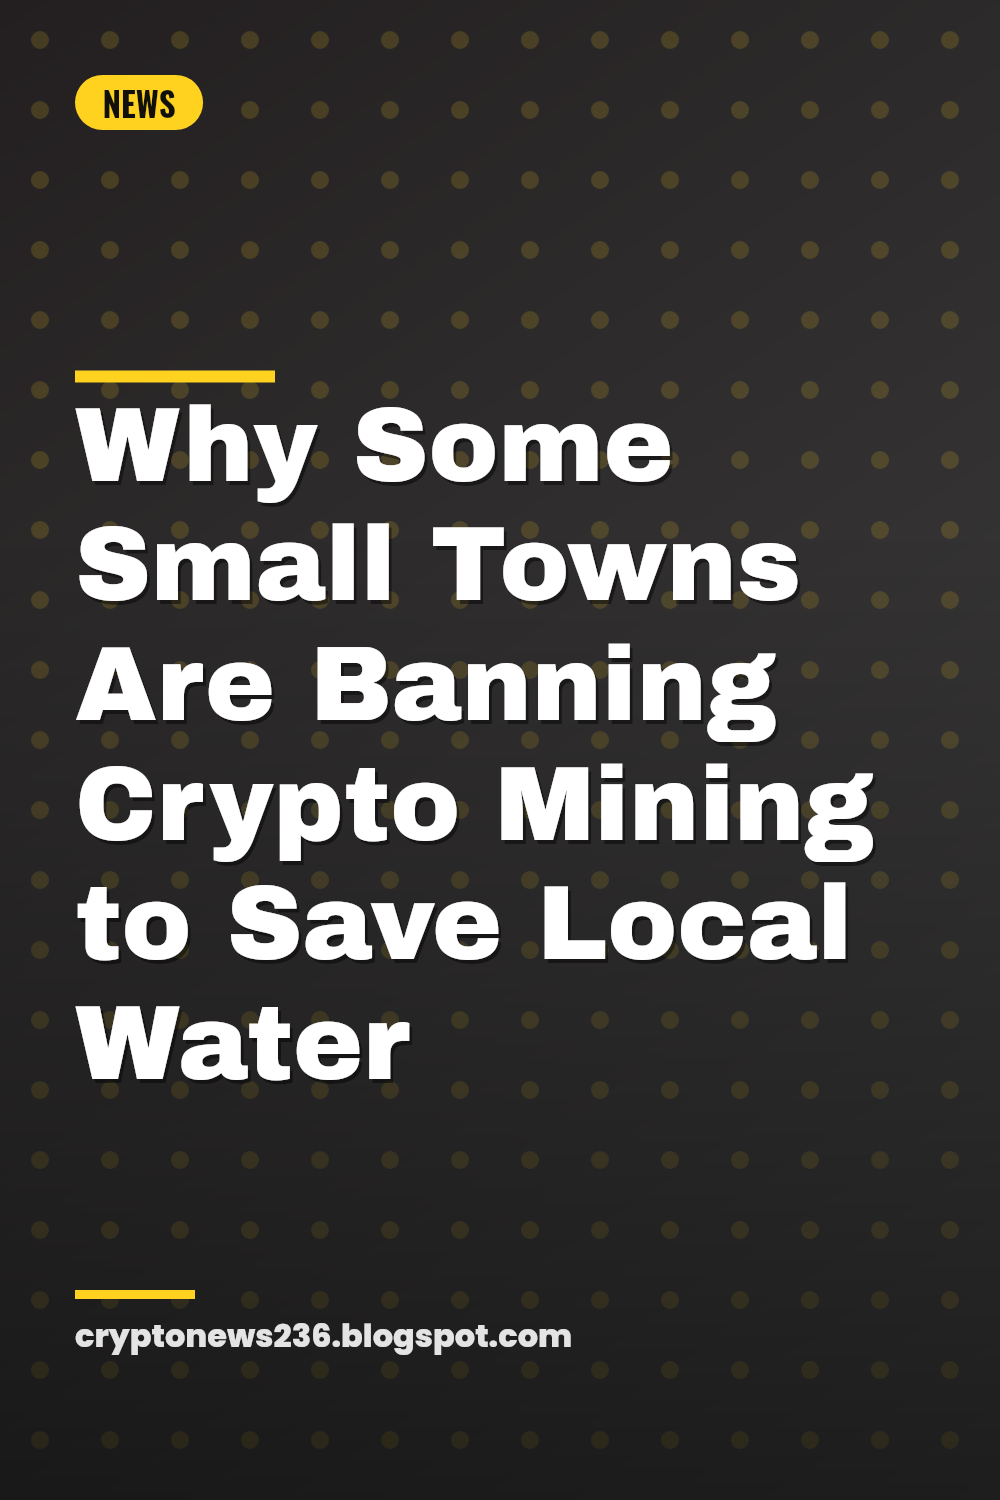 NEWS
Why Some
Small Towns
Are Banning
Crypto Mining
to Save Local
Water
cryptonews236.blogspot.com